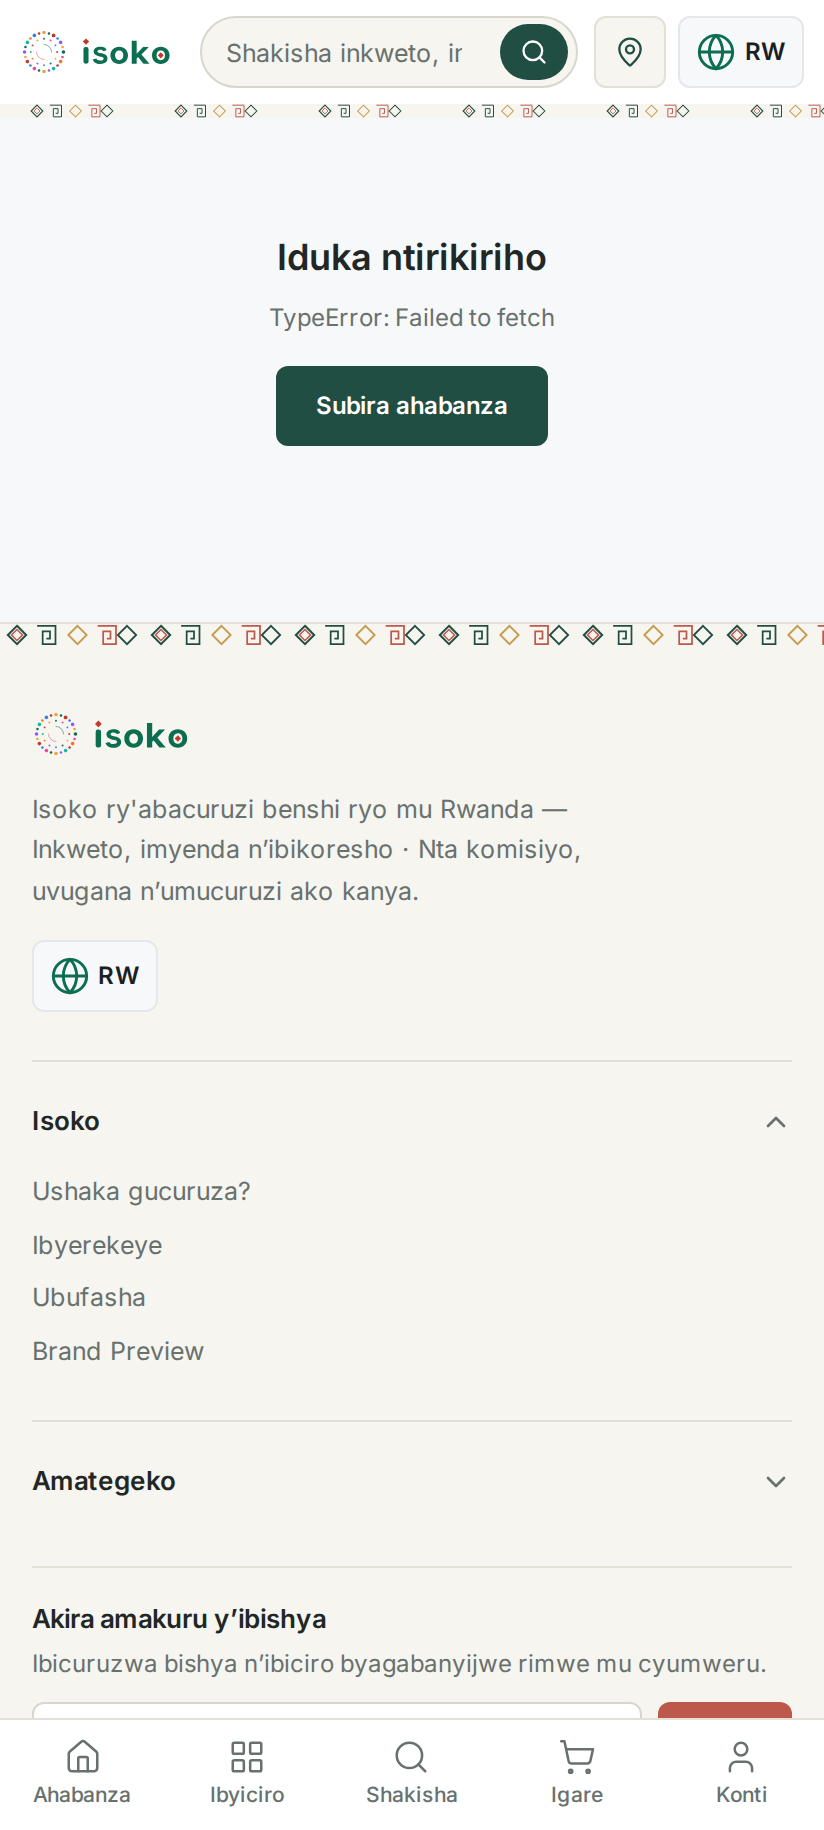 isoko
Shakisha inkweto, ir
RW
Iduka ntirikiriho
TypeError: Failed to fetch
Subira ahabanza
isoko
Isoko ry'abacuruzi benshi ryo mu Rwanda —
Inkweto, imyenda n’ibikoresho · Nta komisiyo,
uvugana n’umucuruzi ako kanya.
RW
Isoko
Ushaka gucuruza?
Ibyerekeye
Ubufasha
Brand Preview
Amategeko
Akira amakuru y’ibishya
Ibicuruzwa bishya n’ibiciro byagabanyijwe rimwe mu cyumweru.
Ahabanza
Ibyiciro
Shakisha
Igare
Konti